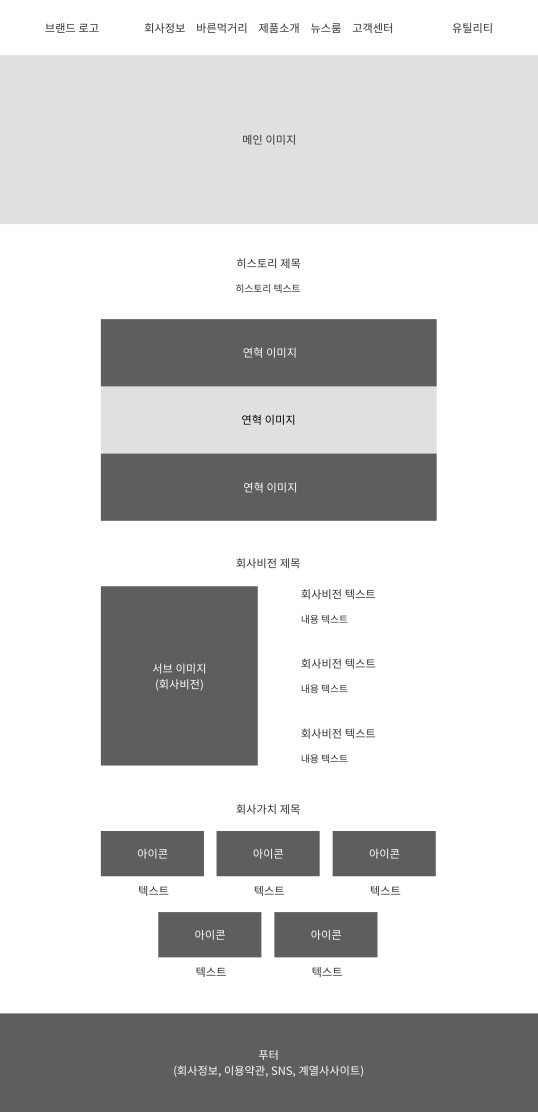 브랜드 로고 회사정보 바른먹거리 제품소개 뉴스룸 고객센터 유틸리티
메인 이미지
히스토리 제목
히스토리 텍스트
연혁 이미지
연혁 이미지
연혁 이미지
회사비전 제목
서브 이미지
(회사비전)
회사비전 텍스트
내용 텍스트
회사비전 텍스트
내용 텍스트
회사비전 텍스트
내용 텍스트
회사가치 제목
아이콘 아이콘 아이콘
텍스트 텍스트 텍스트
아이콘 아이콘
텍스트 텍스트
푸터
(회사정보, 이용약관, SNS, 계열사사이트)